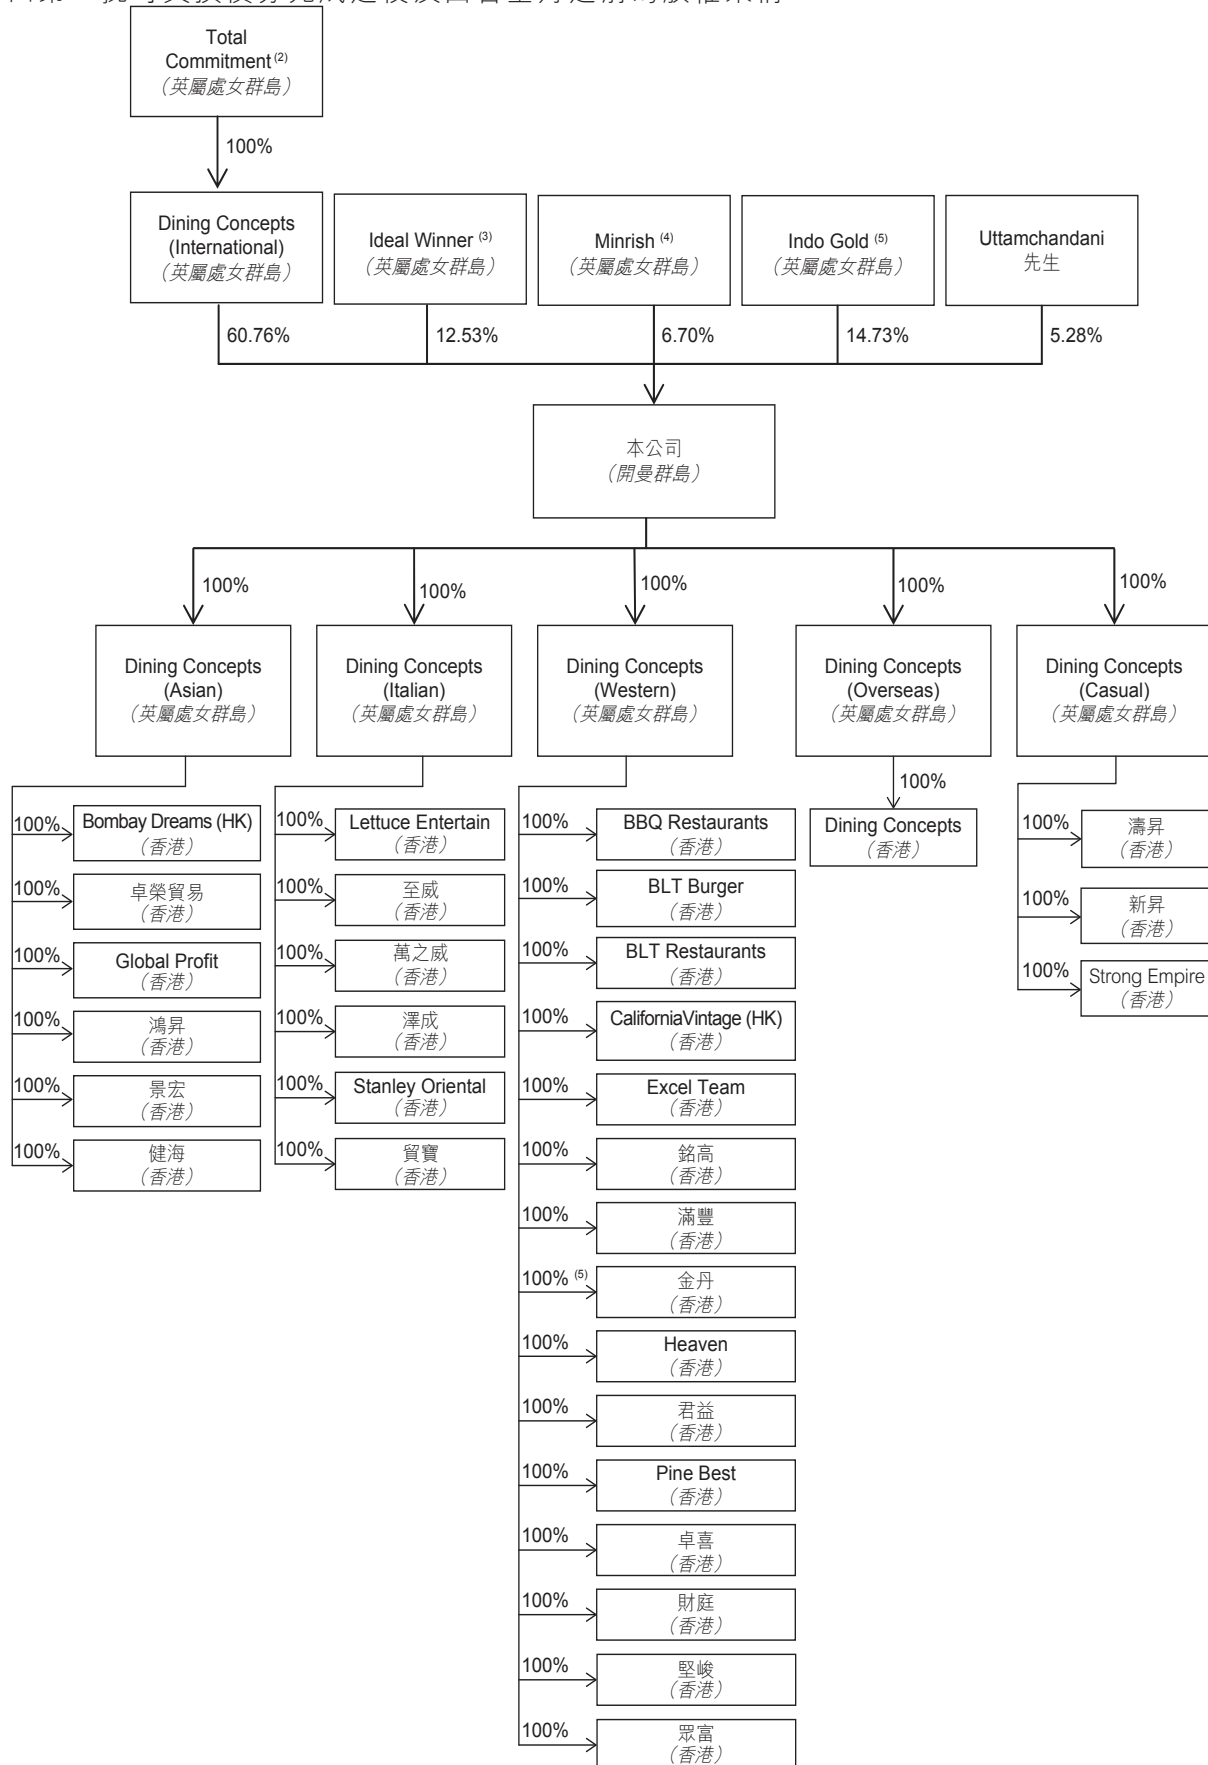 Total
Commitment (2)
（英屬處女群島）
100%
Dining Concepts
(International)
（英屬處女群島）
Ideal Winner (3)
（英屬處女群島）
Minrish (4)
（英屬處女群島）
Indo Gold (5)
（英屬處女群島）
Uttamchandani
先生
60.76%
12.53%
6.70%
14.73%
5.28%
本公司
（開曼群島）
100%
100%
100%
100%
100%
Dining Concepts
(Asian)
（英屬處女群島）
Dining Concepts
(Italian)
（英屬處女群島）
Dining Concepts
(Western)
（英屬處女群島）
Dining Concepts
(Overseas)
（英屬處女群島）
Dining Concepts
(Casual)
（英屬處女群島）
100%
Bombay Dreams (HK)
（香港）
100%
卓榮貿易
（香港）
100%
Global Profit
（香港）
100%
鴻昇
（香港）
100%
景宏
（香港）
100%
健海
（香港）
100%
Lettuce Entertain
（香港）
100%
至威
（香港）
100%
萬之威
（香港）
100%
澤成
（香港）
100%
Stanley Oriental
（香港）
100%
貿寶
（香港）
100%
BBQ Restaurants
（香港）
100%
BLT Burger
（香港）
100%
BLT Restaurants
（香港）
100%
CaliforniaVintage (HK)
（香港）
100%
Excel Team
（香港）
100%
銘高
（香港）
100%
滿豐
（香港）
100% (5)
金丹
（香港）
100%
Heaven
（香港）
100%
君益
（香港）
100%
Pine Best
（香港）
100%
卓喜
（香港）
100%
財庭
（香港）
100%
堅峻
（香港）
100%
眾富
（香港）
100%
Dining Concepts
（香港）
100%
濤昇
（香港）
100%
新昇
（香港）
100%
Strong Empire
（香港）